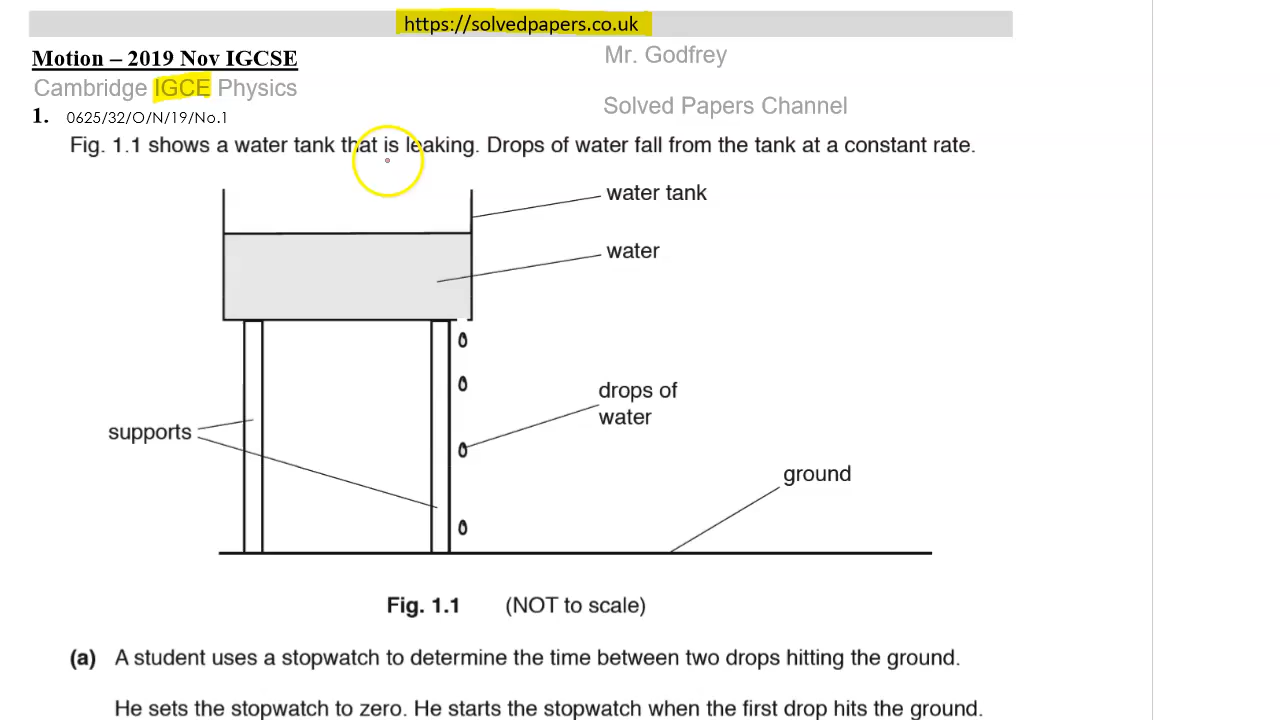 https://solvedpapers.co.uk
Motion – 2019 Nov IGCSE
Mr. Godfrey
Cambridge IGCE Physics
Solved Papers Channel
1. 0625/32/O/N/19/No.1
Fig. 1.1 shows a water tank that is leaking. Drops of water fall from the tank at a constant rate.
water tank
water
drops of
water
supports
ground
Fig. 1.1 (NOT to scale)
(a) A student uses a stopwatch to determine the time between two drops hitting the ground.
He sets the stopwatch to zero. He starts the stopwatch when the first drop hits the ground.